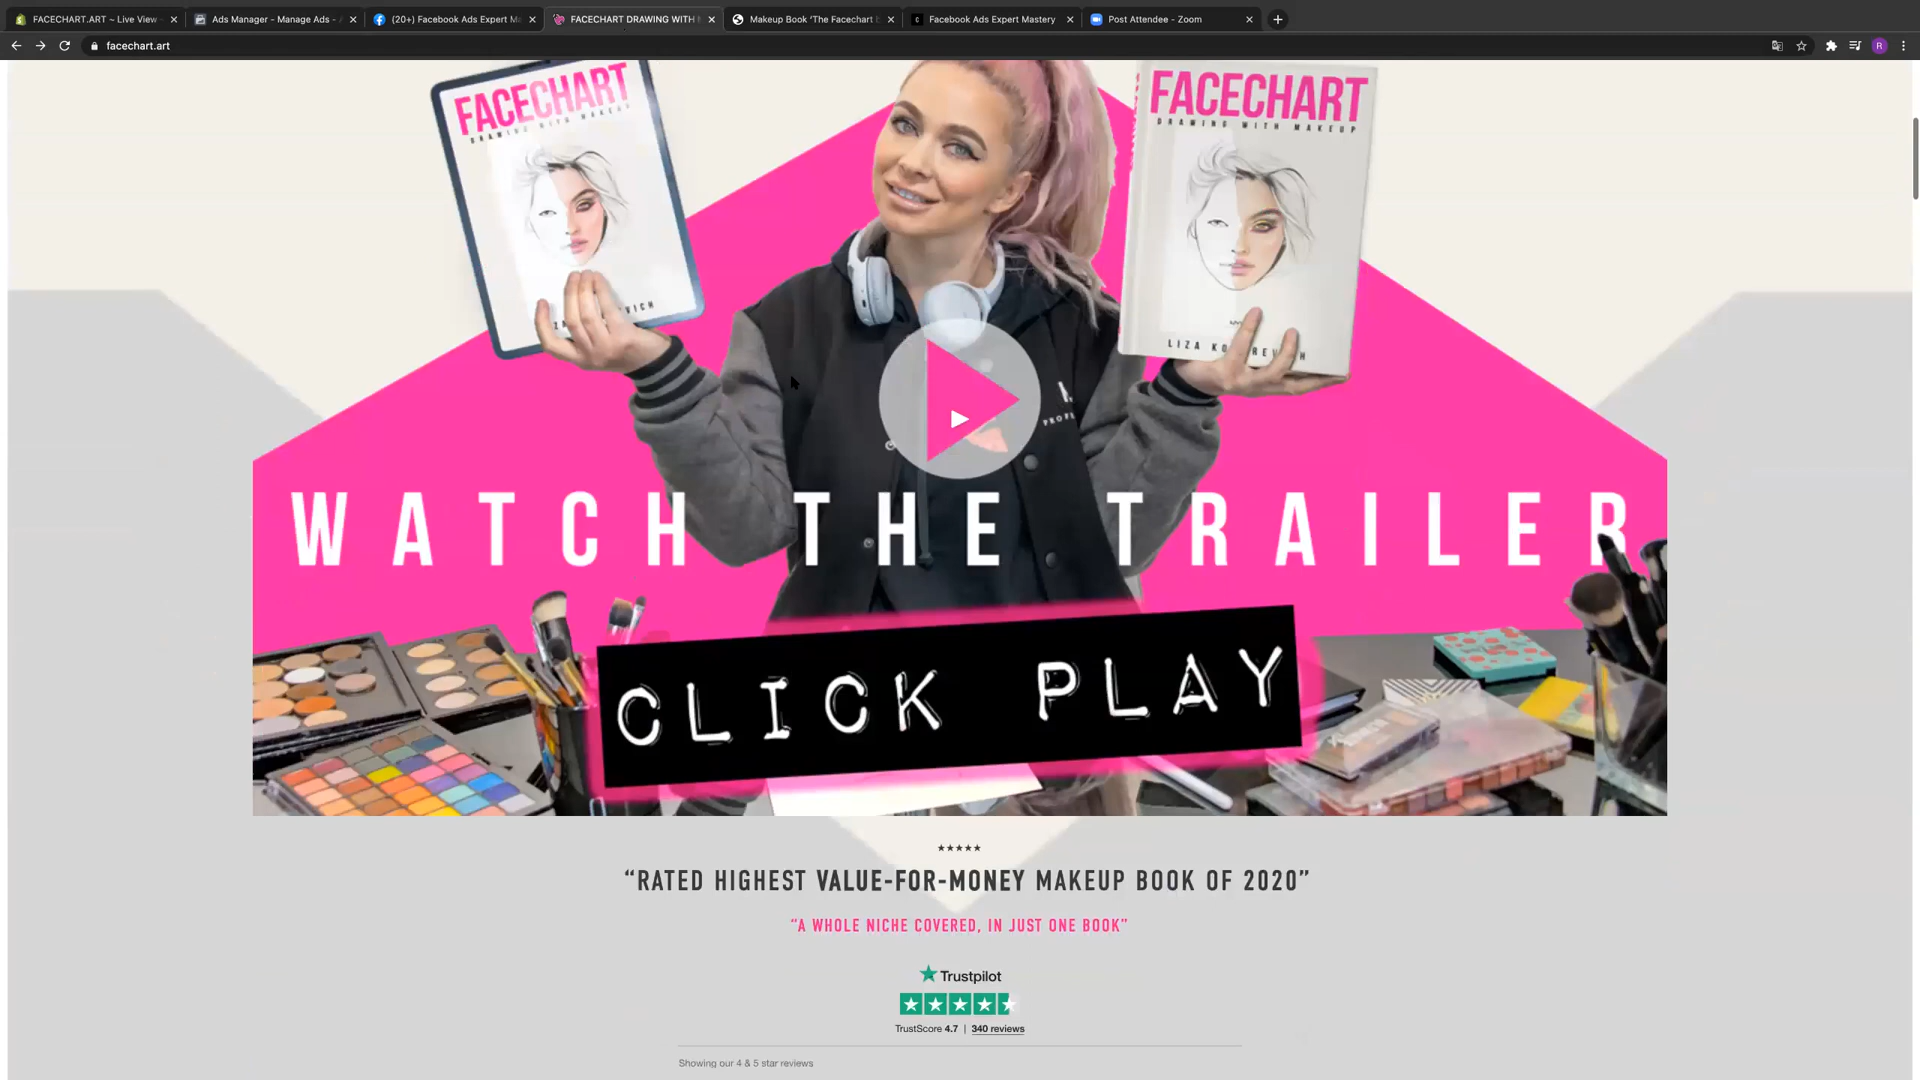 FACECHART.ART ~ Live View
Ads Manager - Manage Ads -
(20+) Facebook Ads Expert M
FACECHART DRAWING WITH
Makeup Book 'The Facechart
Facebook Ads Expert Mastery
Post Attendee - Zoom
facechart.art
R
FACECHART
DRAWING WITH MAKEUP
FACECHART
DRAWING WITH MAKEUP
LIZA
WATCH THE TRAILER
CLICK PLAY
“RATED HIGHEST VALUE-FOR-MONEY MAKEUP BOOK OF 2020”
“A WHOLE NICHE COVERED, IN JUST ONE BOOK”
Trustpilot
TrustScore 4.7 | 340 reviews
Showing our 4 & 5 star reviews